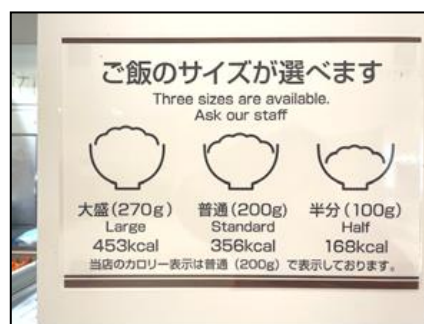 ご飯のサイズが選べます
Three sizes are available.
Ask our staff
大盛(270g) 普通(200g) 半分(100g)
Large Standard Half
453kcal 356kcal 168kcal
当店のカロリー表示は普通(200g)で表示しております。